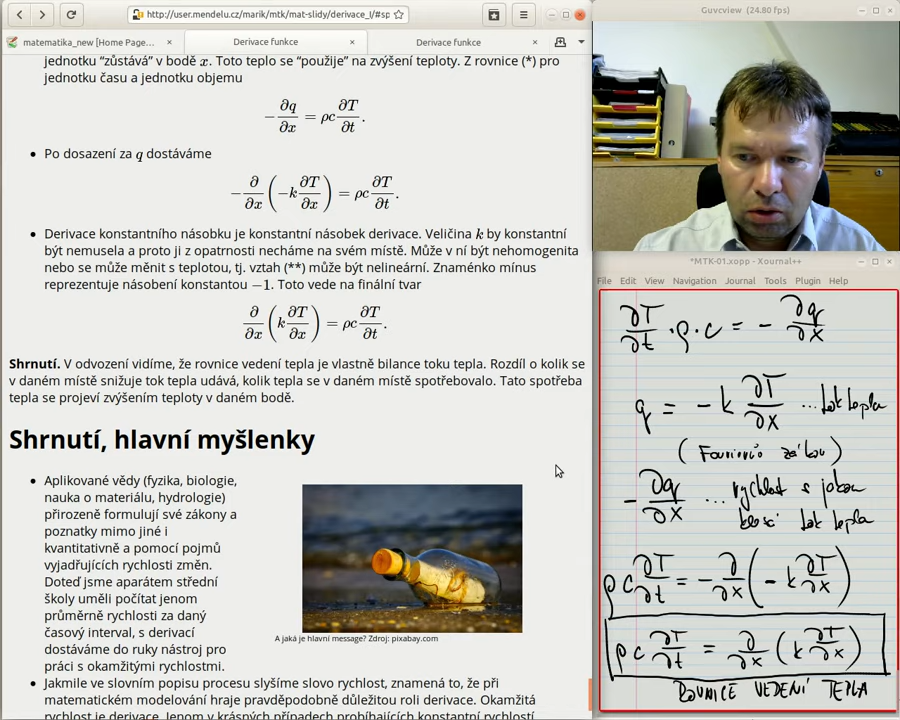 http://user.mendelu.cz/marik/mtk/mat-slidy/derivace_I/#sp
matematika_new [Home Page...
Derivace funkce
Derivace funkce
jednotku “zůstává” v bodě x. Toto teplo se “použije” na zvýšení teploty. Z rovnice (*) pro
jednotku času a jednotku objemu
−∂q/∂x = ρc ∂T/∂t.
• Po dosazení za q dostáváme
−∂/∂x (−k ∂T/∂x) = ρc ∂T/∂t.
• Derivace konstantního násobku je konstantní násobek derivace. Veličina k by konstantní
být nemusela a proto ji z opatrnosti necháme na svém místě. Může v ní být nehomogenita
nebo se může měnit s teplotou, tj. vztah (**) může být nelineární. Znaménko mínus
reprezentuje násobení konstantou −1. Toto vede na finální tvar
∂/∂x (k ∂T/∂x) = ρc ∂T/∂t.
Shrnutí. V odvození vidíme, že rovnice vedení tepla je vlastně bilance toku tepla. Rozdíl o kolik se
v daném místě snižuje tok tepla udává, kolik tepla se v daném místě spotřebovalo. Tato spotřeba
tepla se projeví zvýšením teploty v daném bodě.
Shrnutí, hlavní myšlenky
• Aplikované vědy (fyzika, biologie,
nauka o materiálu, hydrologie)
přirozeně formulují své zákony a
poznatky mimo jiné i
kvantitativně a pomocí pojmů
vyjadřujících rychlosti změn.
Doteď jsme aparátem střední
školy uměli počítat jenom
průměrné rychlosti za daný
časový interval, s derivací
dostáváme do ruky nástroj pro
práci s okamžitými rychlostmi.
A jaká je hlavní message? Zdroj: pixabay.com
• Jakmile ve slovním popisu procesu slyšíme slovo rychlost, znamená to, že při
matematickém modelování hraje pravděpodobně důležitou roli derivace. Okamžitá
rychlost je derivace. Jenom v krásných případech probíhajících konstantní rychlostí
Guvcview (24.80 fps)
*MTK-01.xopp - Xournal++
File Edit View Navigation Journal Tools Plugin Help
∂T/∂t · ρ · c = − ∂q/∂x
q = −k ∂T/∂x ... tok tepla
(Fourierův zákon)
−∂q/∂x ... rychlost s jakou
klesá tok tepla
ρc ∂T/∂t = −∂/∂x (−k ∂T/∂x)
ρc ∂T/∂t = ∂/∂x (k ∂T/∂x)
ROVNICE VEDENÍ TEPLA